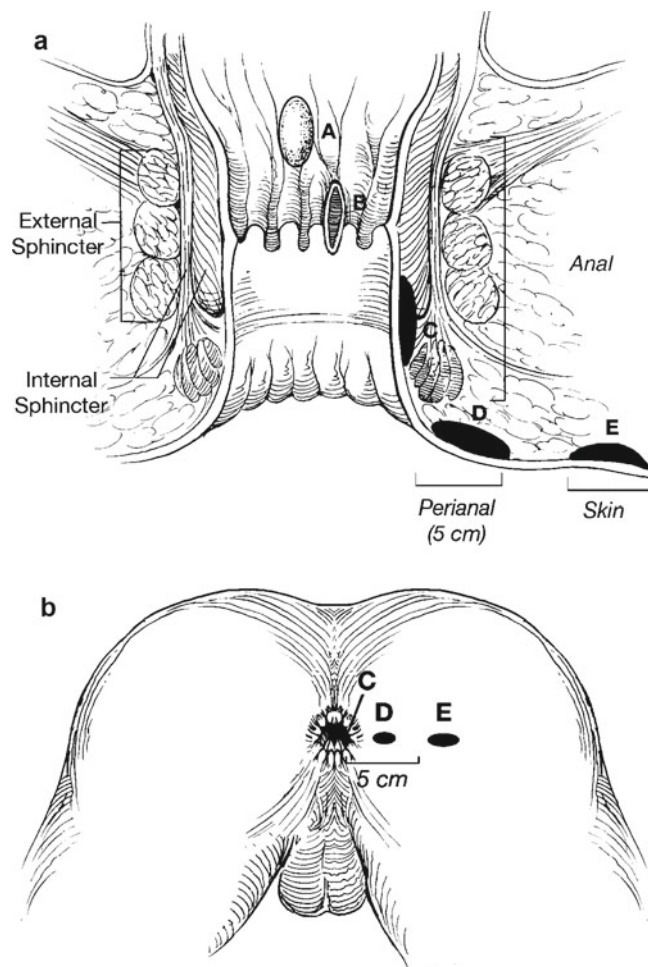 a
A
B
External
Sphincter
Anal
C
Internal
Sphincter
D
E
Perianal
(5 cm)
Skin
b
C
D
E
5 cm